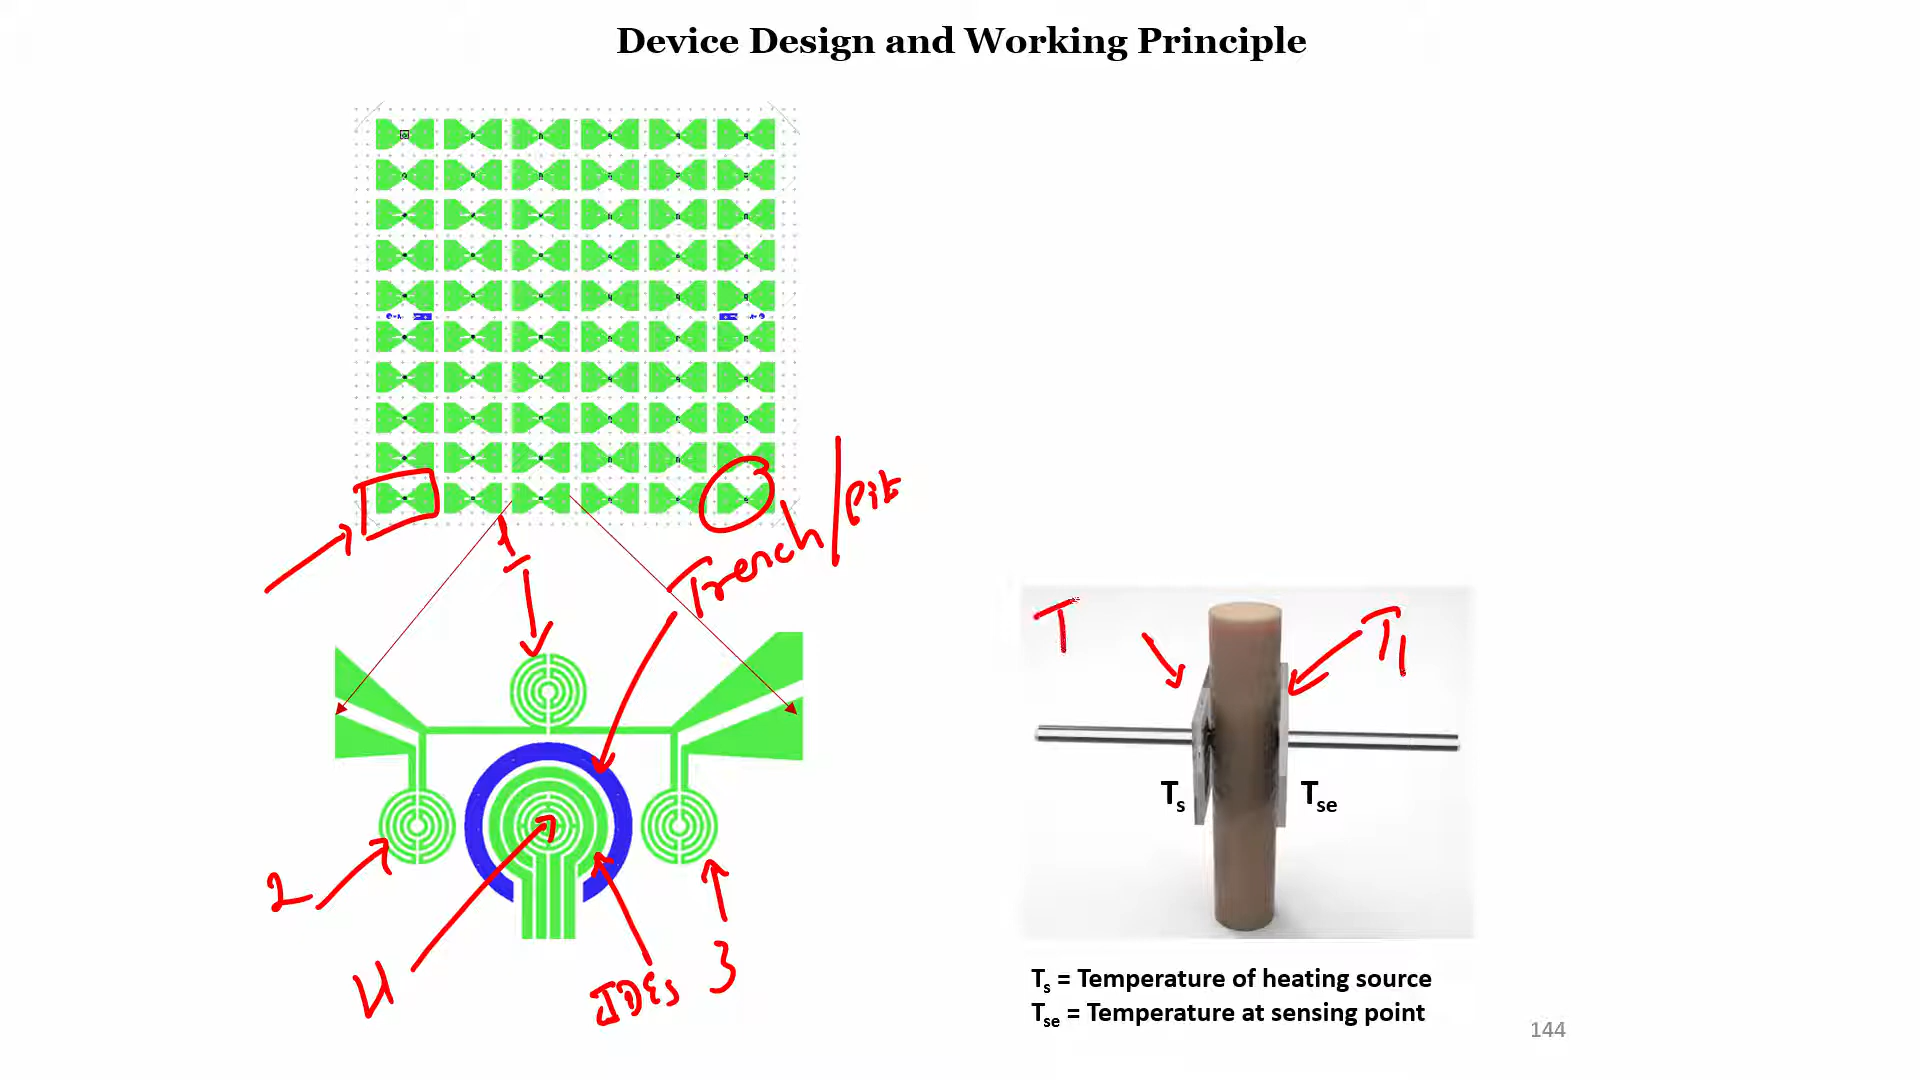 Device Design and Working Principle
Trench/pit
1
T
T1
Ts
Tse
2
3
4
IDEs
Ts = Temperature of heating source
Tse = Temperature at sensing point
144